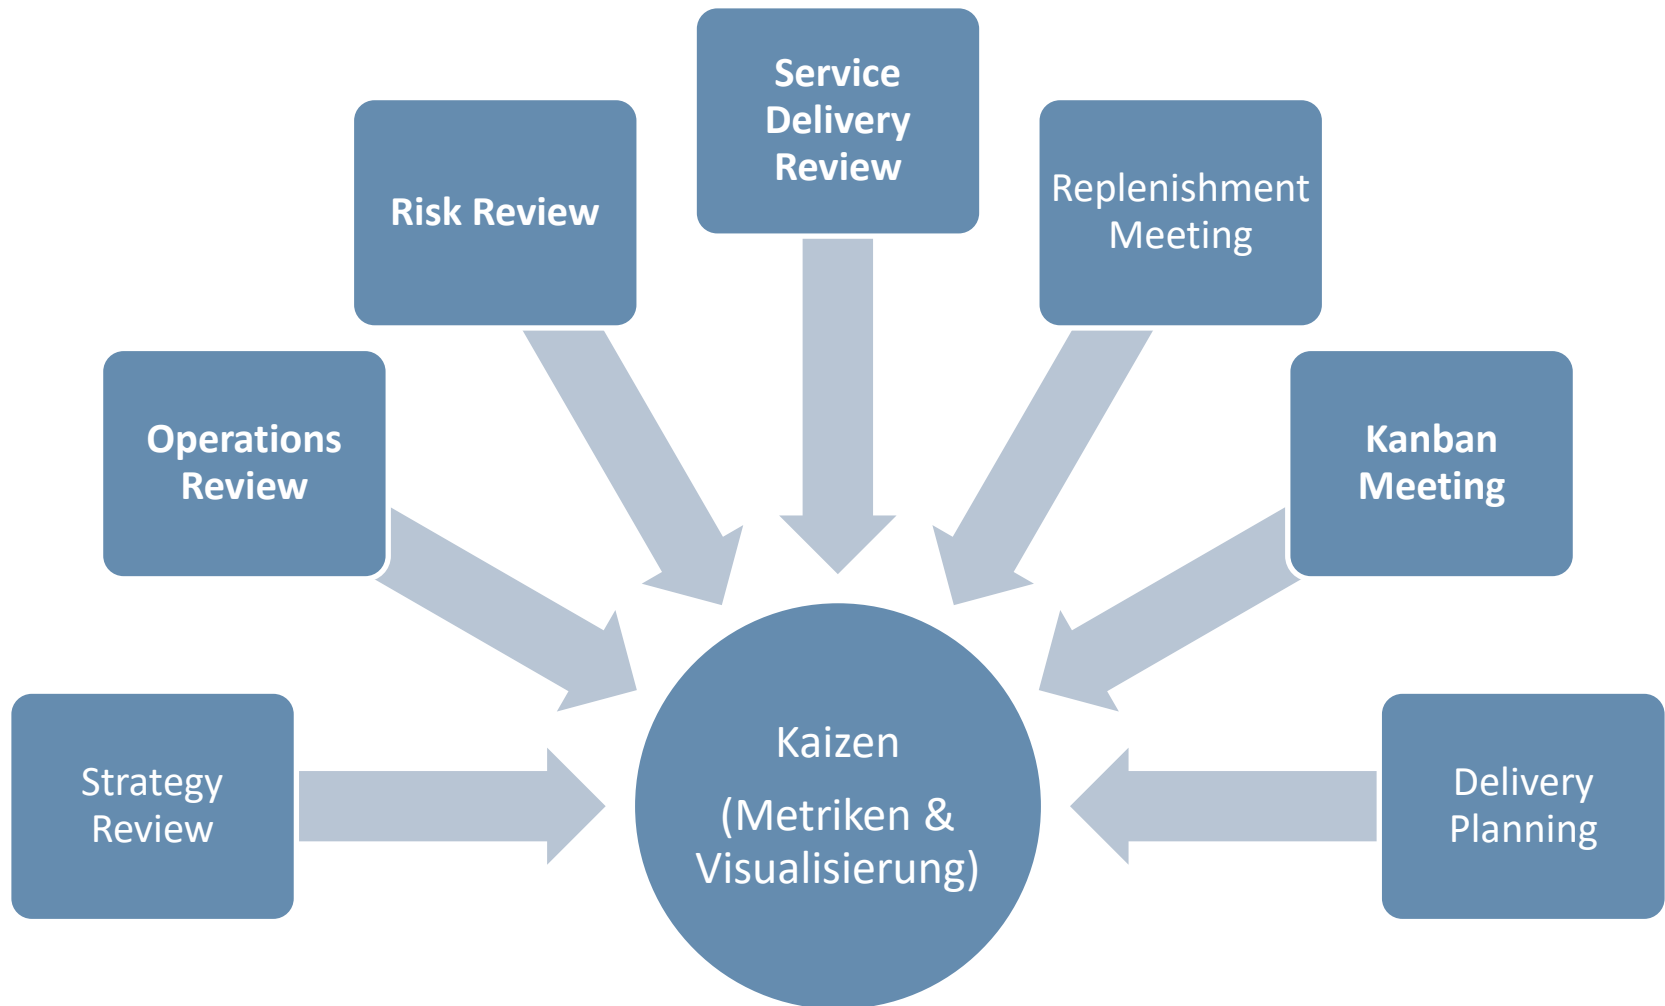 Service
Delivery
Review
Risk Review
Replenishment
Meeting
Operations
Review
Kanban
Meeting
Strategy
Review
Kaizen
(Metriken &
Visualisierung)
Delivery
Planning